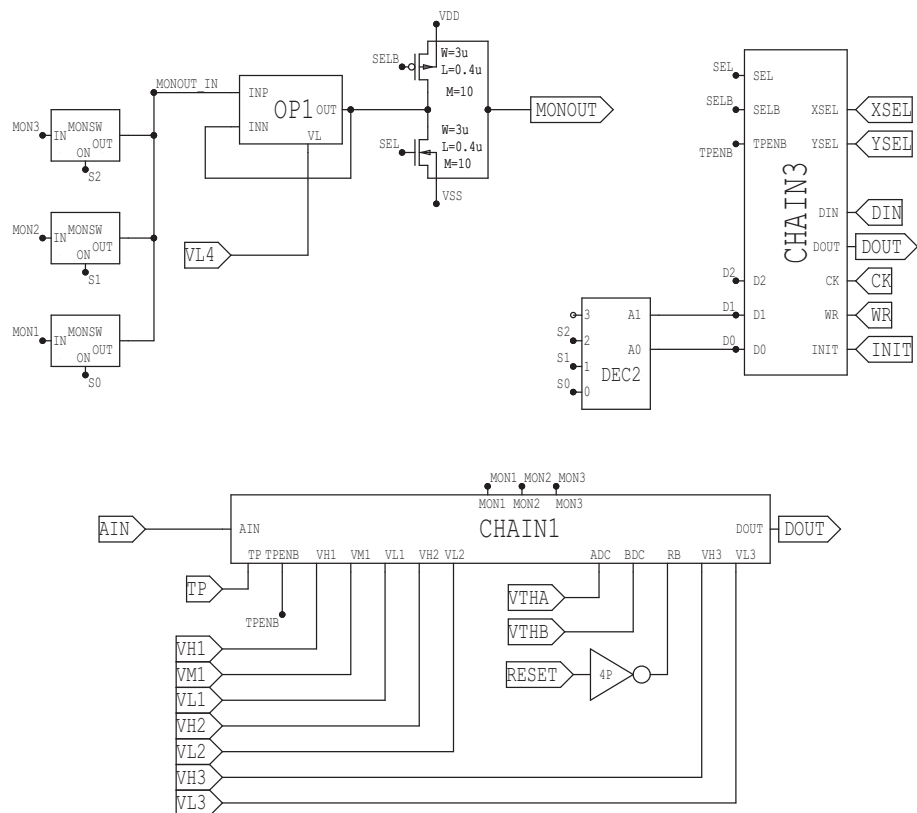 VDD
SELB
W=3u
L=0.4u
M=10
MONOUT_IN
INP
OP1
OUT
INN
VL
MONOUT
W=3u
L=0.4u
M=10
SEL
VSS
VL4
MON3
IN
MONSW
OUT
ON
S2
MON2
IN
MONSW
OUT
ON
S1
MON1
IN
MONSW
OUT
ON
S0
SEL
SEL
SELB
SELB
TPENB
TPENB
CHAIN3
XSEL
XSEL
YSEL
YSEL
DIN
DIN
DOUT
DOUT
D2
D2
CK
CK
D1
D1
WR
WR
D0
D0
INIT
INIT
3
A1
S2
2
S1
1
A0
DEC2
S0
0
MON1 MON2 MON3
MON1 MON2 MON3
AIN
AIN
CHAIN1
DOUT
DOUT
TP TPENB VH1 VM1 VL1 VH2 VL2 ADC BDC RB VH3 VL3
TP
TPENB
VTHA
VTHB
VH1
RESET
4P
VM1
VL1
VH2
VL2
VH3
VL3